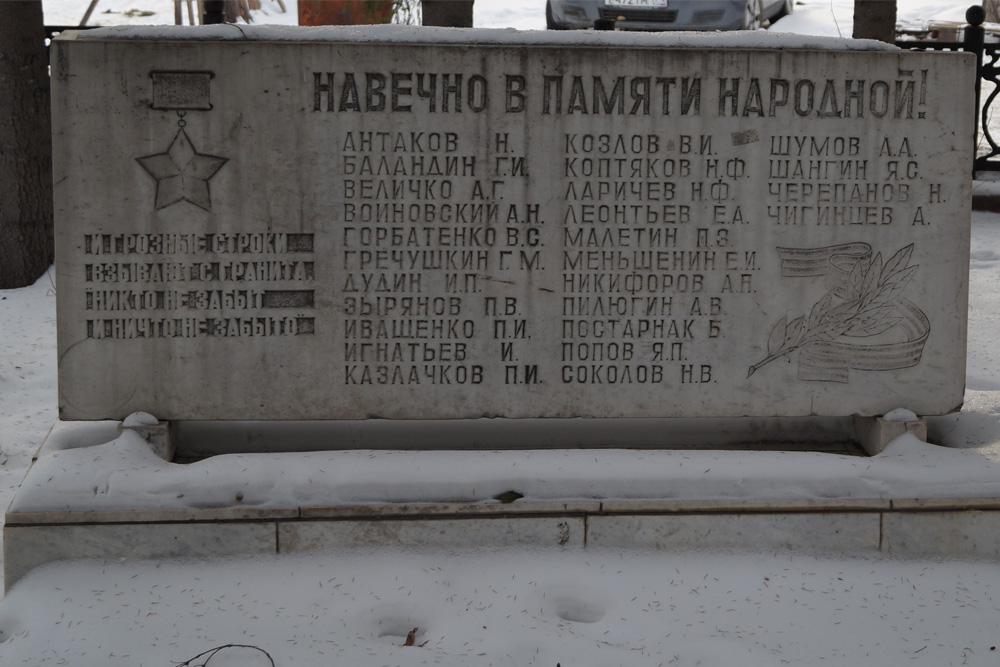 НАВЕЧНО В ПАМЯТИ НАРОДНОЙ!
И ГРОЗНЫЕ СТРОКИ
ВЗЫВАЮТ С ГРАНИТА
"НИКТО НЕ ЗАБЫТ
И НИЧТО НЕ ЗАБЫТО"
АНТАКОВ Н.
БАЛАНДИН Г.И.
ВЕЛИЧКО А.Г.
ВОИНОВСКИЙ А.Н.
ГОРБАТЕНКО В.С.
ГРЕЧУШКИН Г.М.
ДУДИН И.П.
ЗЫРЯНОВ П.В.
ИВАЩЕНКО П.И.
ИГНАТЬЕВ И.
КАЗЛАЧКОВ П.И.
КОЗЛОВ В.И.
КОПТЯКОВ Н.Ф.
ЛАРИЧЕВ Н.Ф.
ЛЕОНТЬЕВ Е.А.
МАЛЕТИН П.З.
МЕНЬШЕНИН Е.И.
НИКИФОРОВ А.Н.
ПИЛЮГИН А.В.
ПОСТАРНАК Б.
ПОПОВ Я.П.
СОКОЛОВ Н.В.
ШУМОВ А.А.
ШАНГИН Я.С.
ЧЕРЕПАНОВ Н.
ЧИГИНЦЕВ А.